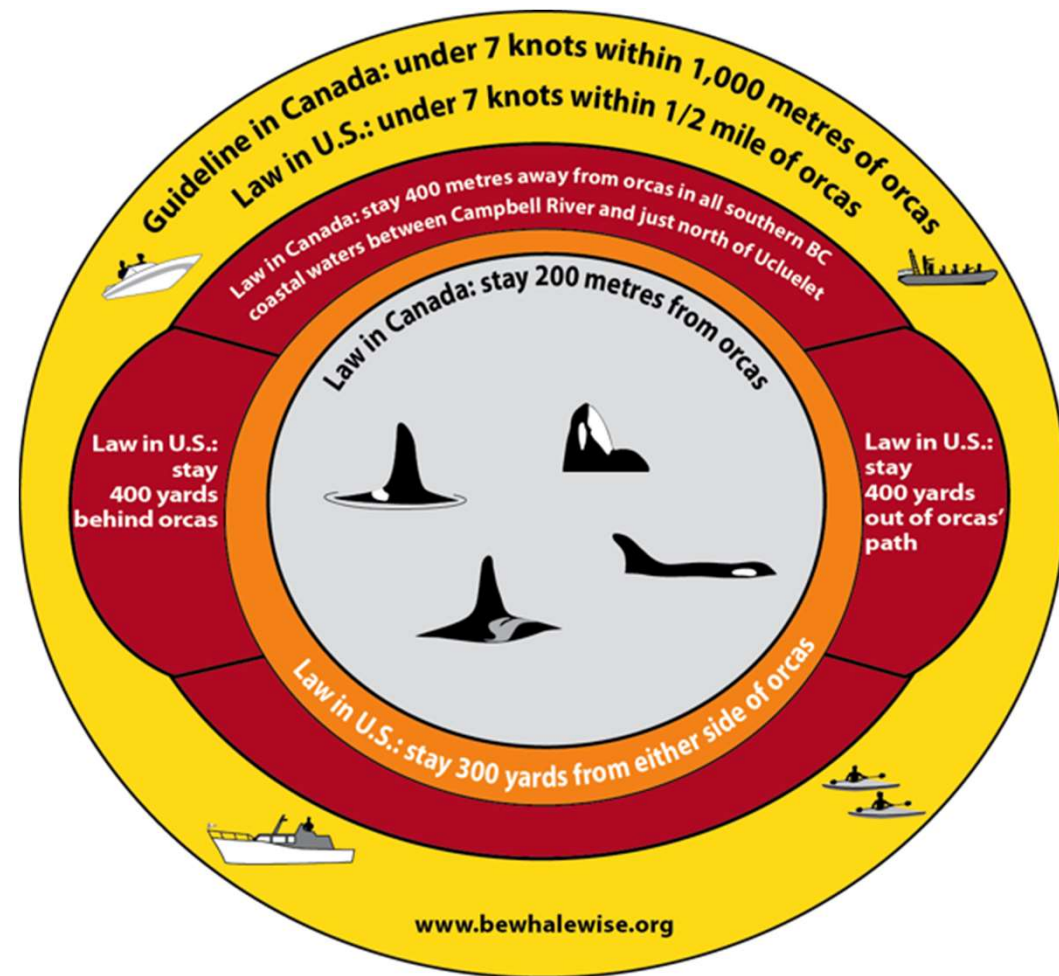 Guideline in Canada: under 7 knots within 1,000 metres of orcas
Law in U.S.: under 7 knots within 1/2 mile of orcas
Law in Canada: stay 400 metres away from orcas in all southern BC
coastal waters between Campbell River and just north of Ucluelet
Law in Canada: stay 200 metres from orcas
Law in U.S.:
stay
400 yards
behind orcas
Law in U.S.:
stay
400 yards
out of orcas'
path
Law in U.S.: stay 300 yards from either side of orcas
www.bewhalewise.org